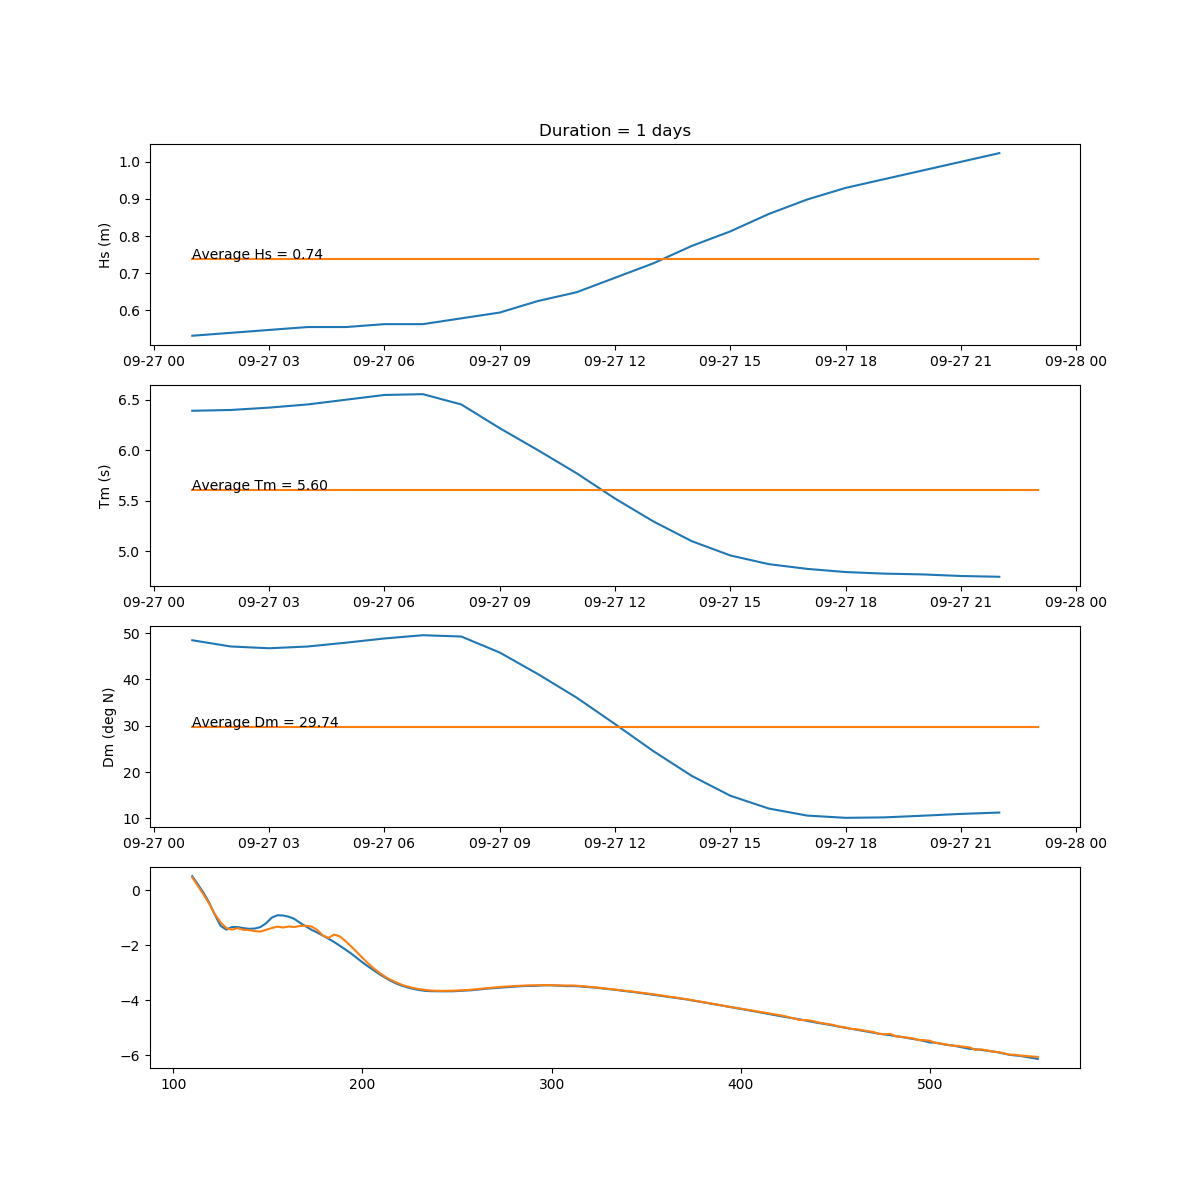 Duration = 1 days
Hs (m)
1.0
0.9
0.8
0.7
0.6
Average Hs = 0.74
09-27 00 09-27 03 09-27 06 09-27 09 09-27 12 09-27 15 09-27 18 09-27 21 09-28 00
Tm (s)
6.5
6.0
5.5
5.0
Average Tm = 5.60
09-27 00 09-27 03 09-27 06 09-27 09 09-27 12 09-27 15 09-27 18 09-27 21 09-28 00
Dm (deg N)
50
40
30
20
10
Average Dm = 29.74
09-27 00 09-27 03 09-27 06 09-27 09 09-27 12 09-27 15 09-27 18 09-27 21 09-28 00
0
−2
−4
−6
100 200 300 400 500